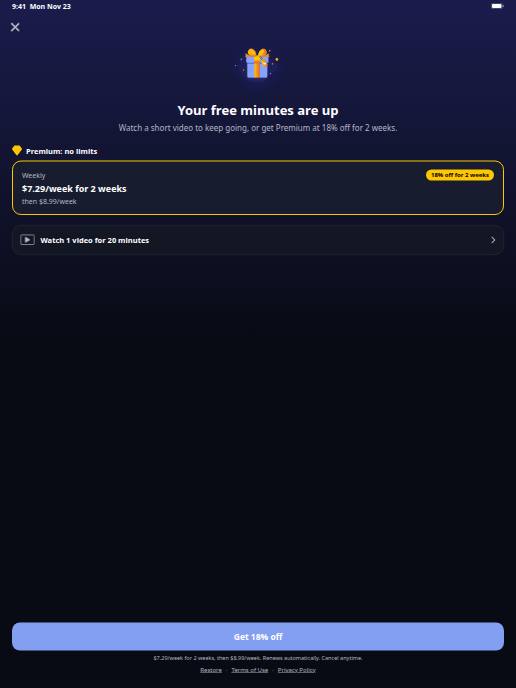 9:41 Mon Nov 23
Your free minutes are up
Watch a short video to keep going, or get Premium at 18% off for 2 weeks.
Premium: no limits
Weekly
18% off for 2 weeks
$7.29/week for 2 weeks
then $8.99/week
Watch 1 video for 20 minutes
Get 18% off
$7.29/week for 2 weeks, then $8.99/week. Renews automatically. Cancel anytime.
Restore · Terms of Use · Privacy Policy